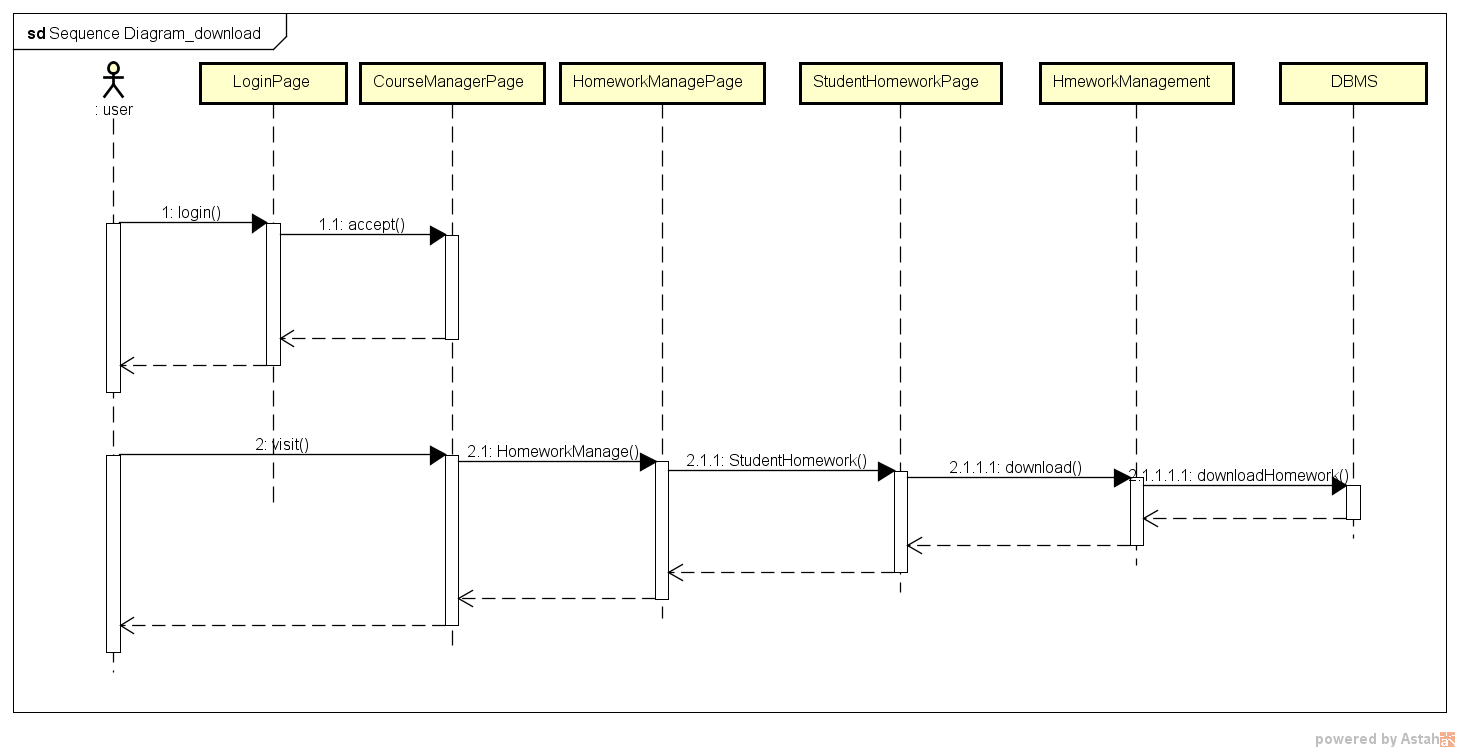 sd Sequence Diagram_download
: user
LoginPage
CourseManagerPage
HomeworkManagePage
StudentHomeworkPage
HmeworkManagement
DBMS
1: login()
1.1: accept()
2: visit()
2.1: HomeworkManage()
2.1.1: StudentHomework()
2.1.1.1: download()
2.1.1.1.1: downloadHomework()
powered by Astah